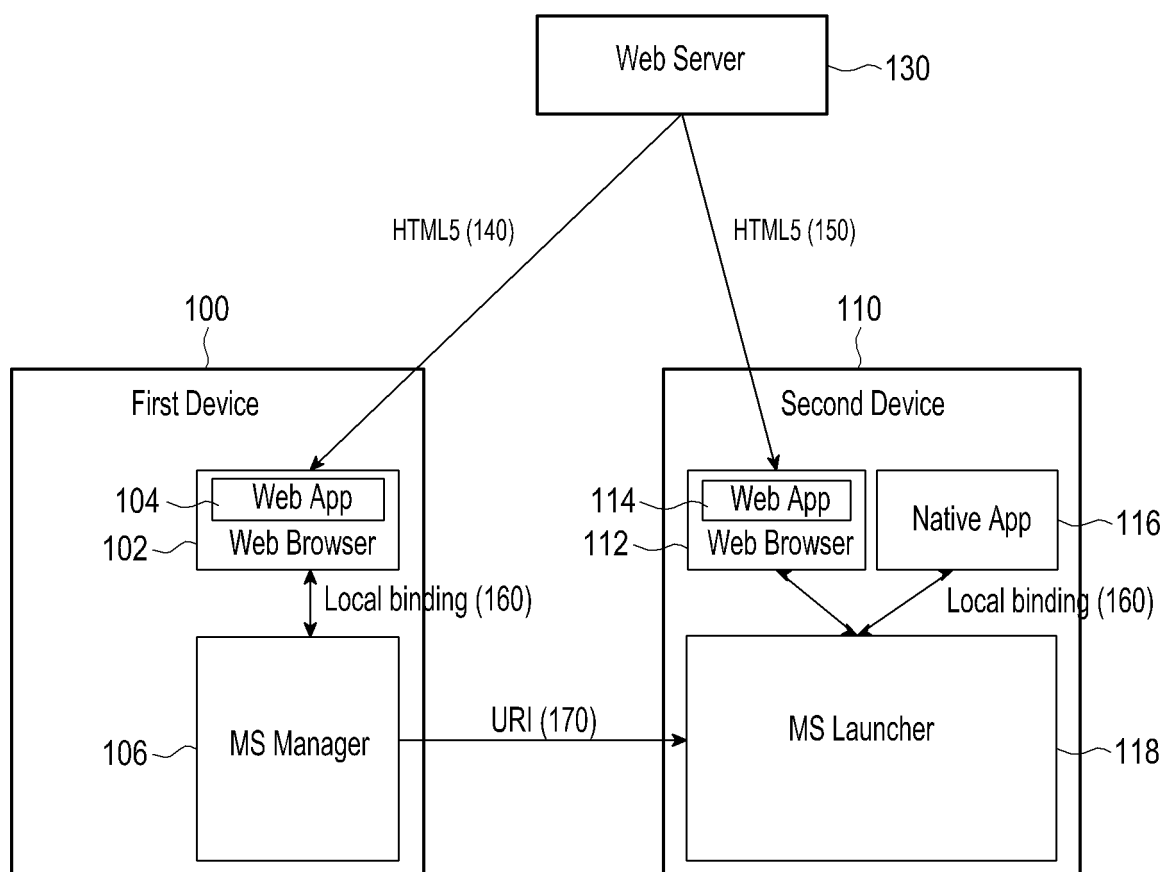 Web Server
130
HTML5 (140)
HTML5 (150)
100
110
First Device
Second Device
104
Web App
102
Web Browser
114
Web App
112
Web Browser
Native App
116
Local binding (160)
Local binding (160)
106
MS Manager
URI (170)
MS Launcher
118